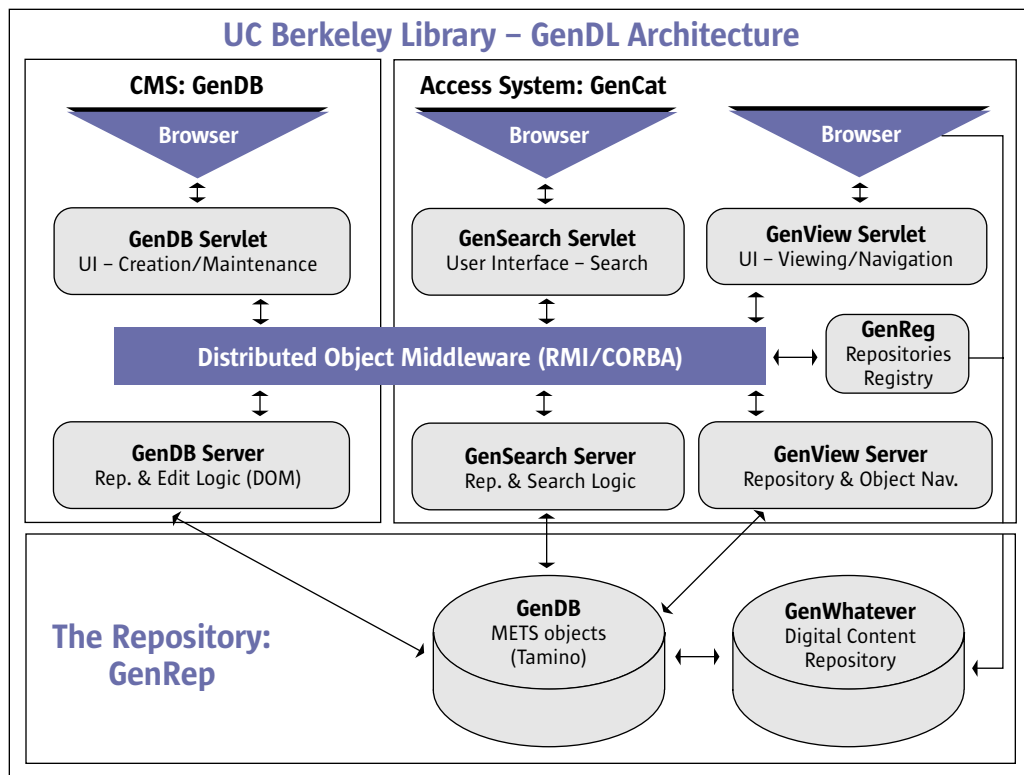 UC Berkeley Library – GenDL Architecture
CMS: GenDB
Browser
GenDB Servlet
UI – Creation/Maintenance
Access System: GenCat
Browser
GenSearch Servlet
User Interface – Search
Browser
GenView Servlet
UI – Viewing/Navigation
Distributed Object Middleware (RMI/CORBA)
GenReg
Repositories
Registry
GenDB Server
Rep. & Edit Logic (DOM)
GenSearch Server
Rep. & Search Logic
GenView Server
Repository & Object Nav.
The Repository:
GenRep
GenDB
METS objects
(Tamino)
GenWhatever
Digital Content
Repository